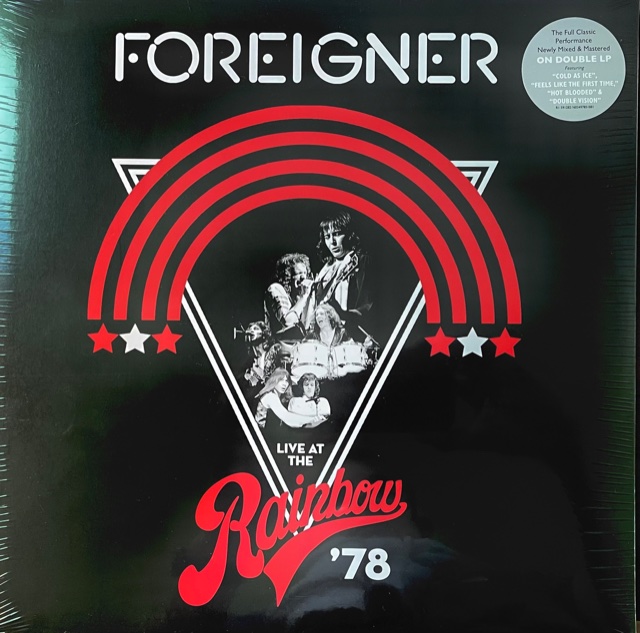 FOREIGNER
The Full Classic
Performance
Newly Mixed & Mastered
ON DOUBLE LP
Featuring
"COLD AS ICE",
"FEELS LIKE THE FIRST TIME,"
"HOT BLOODED" &
"DOUBLE VISION"
LIVE AT
THE
Rainbow
'78